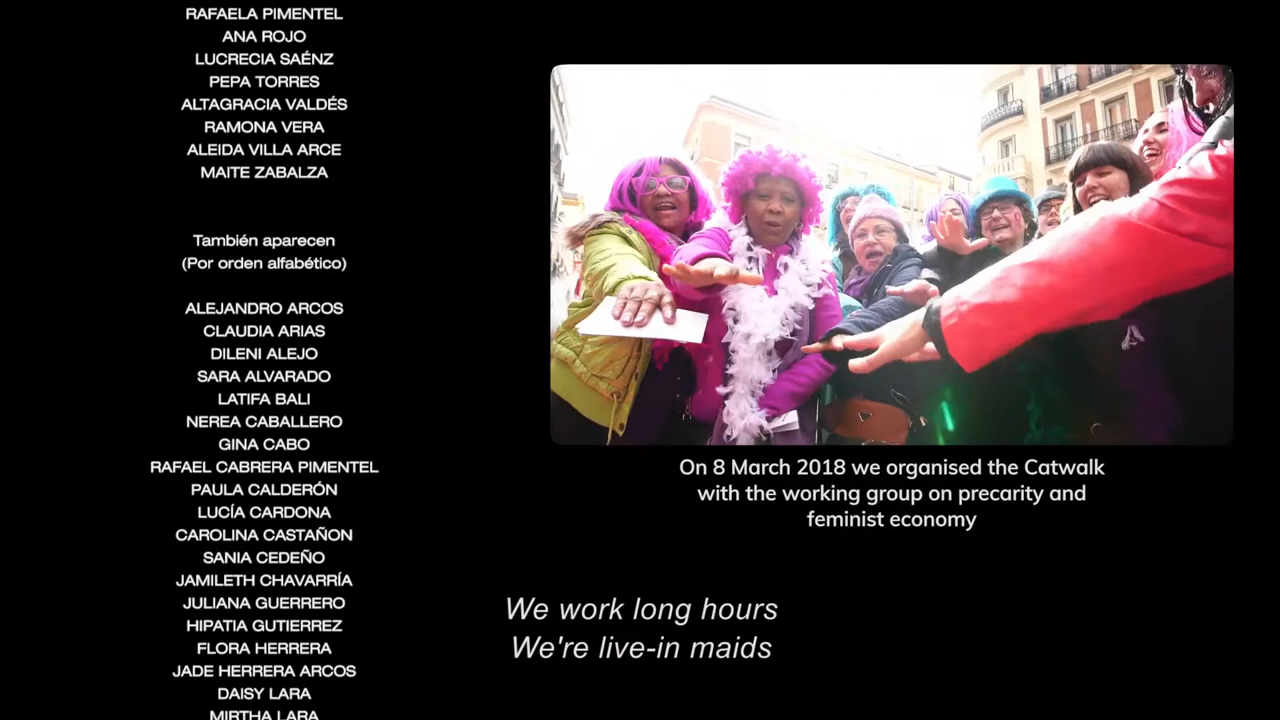 RAFAELA PIMENTEL
ANA ROJO
LUCRECIA SAÉNZ
PEPA TORRES
ALTAGRACIA VALDÉS
RAMONA VERA
ALEIDA VILLA ARCE
MAITE ZABALZA
También aparecen
(Por orden alfabético)
ALEJANDRO ARCOS
CLAUDIA ARIAS
DILENI ALEJO
SARA ALVARADO
LATIFA BALI
NEREA CABALLERO
GINA CABO
RAFAEL CABRERA PIMENTEL
PAULA CALDERÓN
LUCÍA CARDONA
CAROLINA CASTAÑON
SANIA CEDEÑO
JAMILETH CHAVARRÍA
JULIANA GUERRERO
HIPATIA GUTIERREZ
FLORA HERRERA
JADE HERRERA ARCOS
DAISY LARA
MIRTHA LARA
On 8 March 2018 we organised the Catwalk
with the working group on precarity and
feminist economy
We work long hours
We're live-in maids